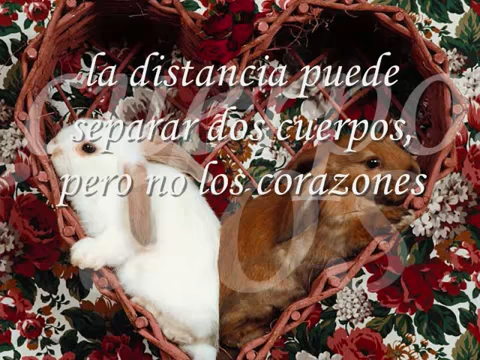 la distancia puede
separar dos cuerpos,
pero no los corazones